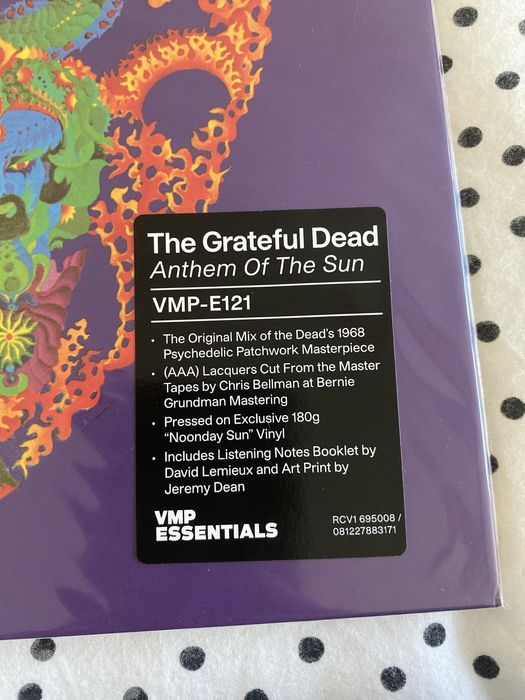 The Grateful Dead
Anthem Of The Sun
VMP-E121
• The Original Mix of the Dead's 1968
Psychedelic Patchwork Masterpiece
• (AAA) Lacquers Cut From the Master
Tapes by Chris Bellman at Bernie
Grundman Mastering
• Pressed on Exclusive 180g
“Noonday Sun” Vinyl
• Includes Listening Notes Booklet by
David Lemieux and Art Print by
Jeremy Dean
VMP
ESSENTIALS
RCV1 695008 /
081227883171